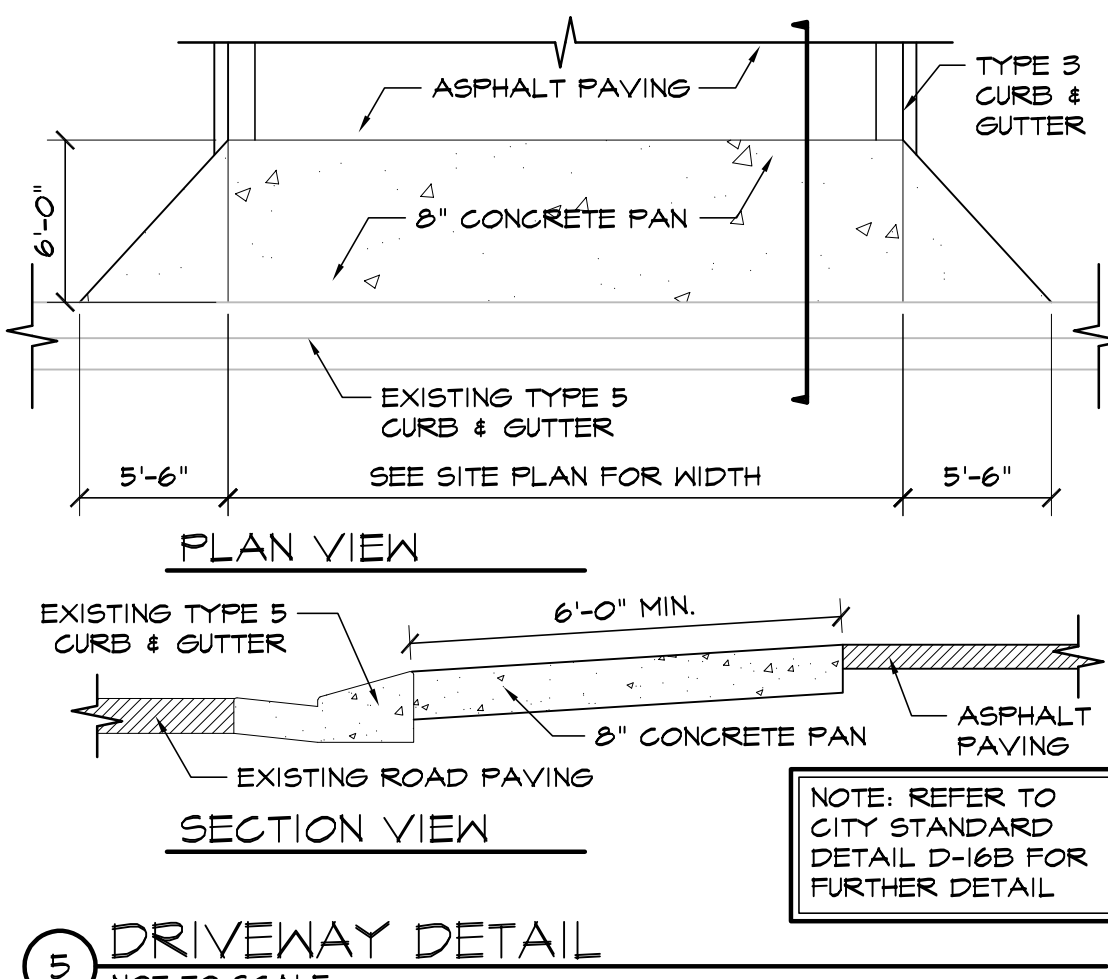 ASPHALT PAVING
TYPE 3
CURB &
GUTTER
6'-0"
8" CONCRETE PAN
EXISTING TYPE 5
CURB & GUTTER
5'-6"
SEE SITE PLAN FOR WIDTH
5'-6"
PLAN VIEW
EXISTING TYPE 5
CURB & GUTTER
6'-0" MIN.
8" CONCRETE PAN
ASPHALT
PAVING
EXISTING ROAD PAVING
SECTION VIEW
NOTE: REFER TO
CITY STANDARD
DETAIL D-16B FOR
FURTHER DETAIL
5
DRIVEWAY DETAIL
NOT TO SCALE